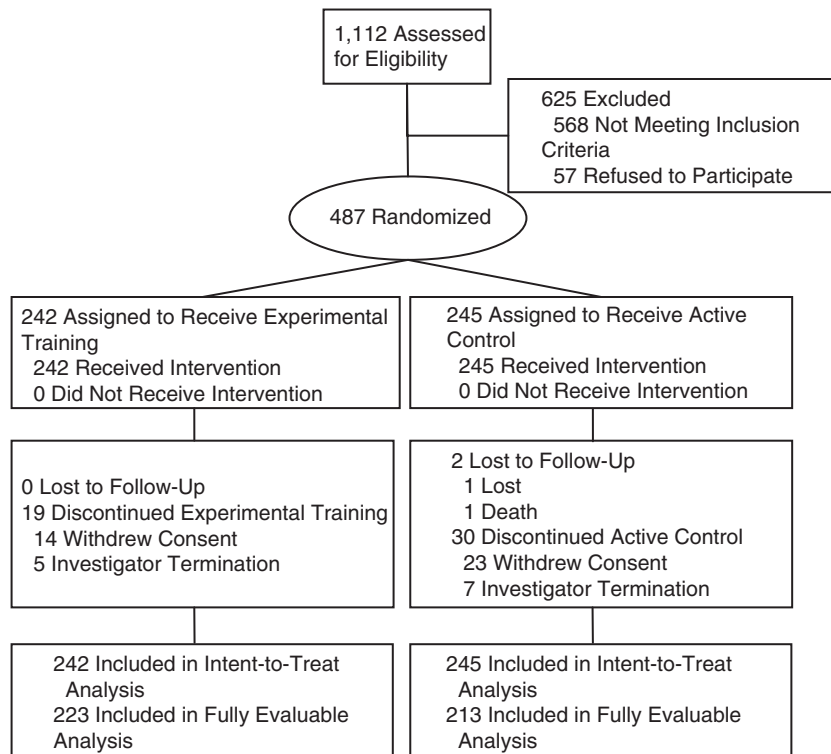 1,112 Assessed
for Eligibility
625 Excluded
568 Not Meeting Inclusion
Criteria
57 Refused to Participate
487 Randomized
242 Assigned to Receive Experimental
Training
242 Received Intervention
0 Did Not Receive Intervention
245 Assigned to Receive Active
Control
245 Received Intervention
0 Did Not Receive Intervention
0 Lost to Follow-Up
19 Discontinued Experimental Training
14 Withdrew Consent
5 Investigator Termination
2 Lost to Follow-Up
1 Lost
1 Death
30 Discontinued Active Control
23 Withdrew Consent
7 Investigator Termination
242 Included in Intent-to-Treat
Analysis
223 Included in Fully Evaluable
Analysis
245 Included in Intent-to-Treat
Analysis
213 Included in Fully Evaluable
Analysis